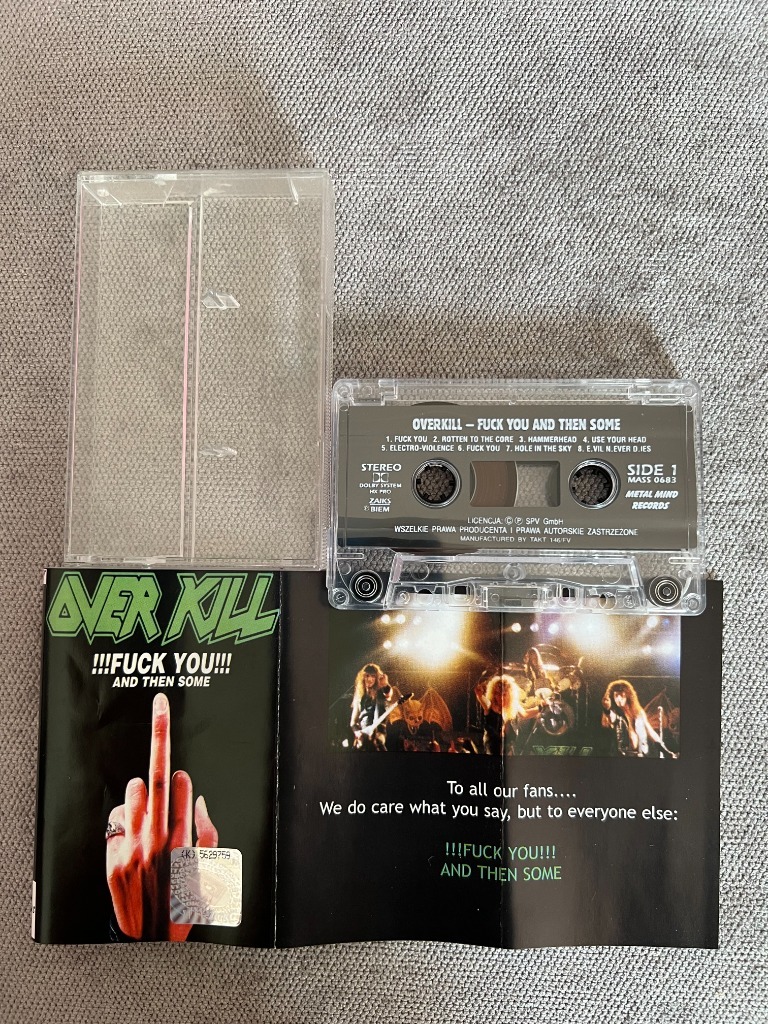 OVERKILL – FUCK YOU AND THEN SOME
1. FUCK YOU 2. ROTTEN TO THE CORE 3. HAMMERHEAD 4. USE YOUR HEAD
5. ELECTRO-VIOLENCE 6. FUCK YOU 7. HOLE IN THE SKY 8. E.VIL N.EVER D.IES
STEREO
DOLBY SYSTEM
HX PRO
ZAIKS
BIEM
SIDE 1
MASS 0683
METAL MIND
RECORDS
LICENCJA: © ℗ SPV GmbH
WSZELKIE PRAWA PRODUCENTA I PRAWA AUTORSKIE ZASTRZEŻONE
MANUFACTURED BY TAKT 146/FV
OVER KILL
!!!FUCK YOU!!!
AND THEN SOME
5629759
To all our fans....
We do care what you say, but to everyone else:
!!!FUCK YOU!!!
AND THEN SOME